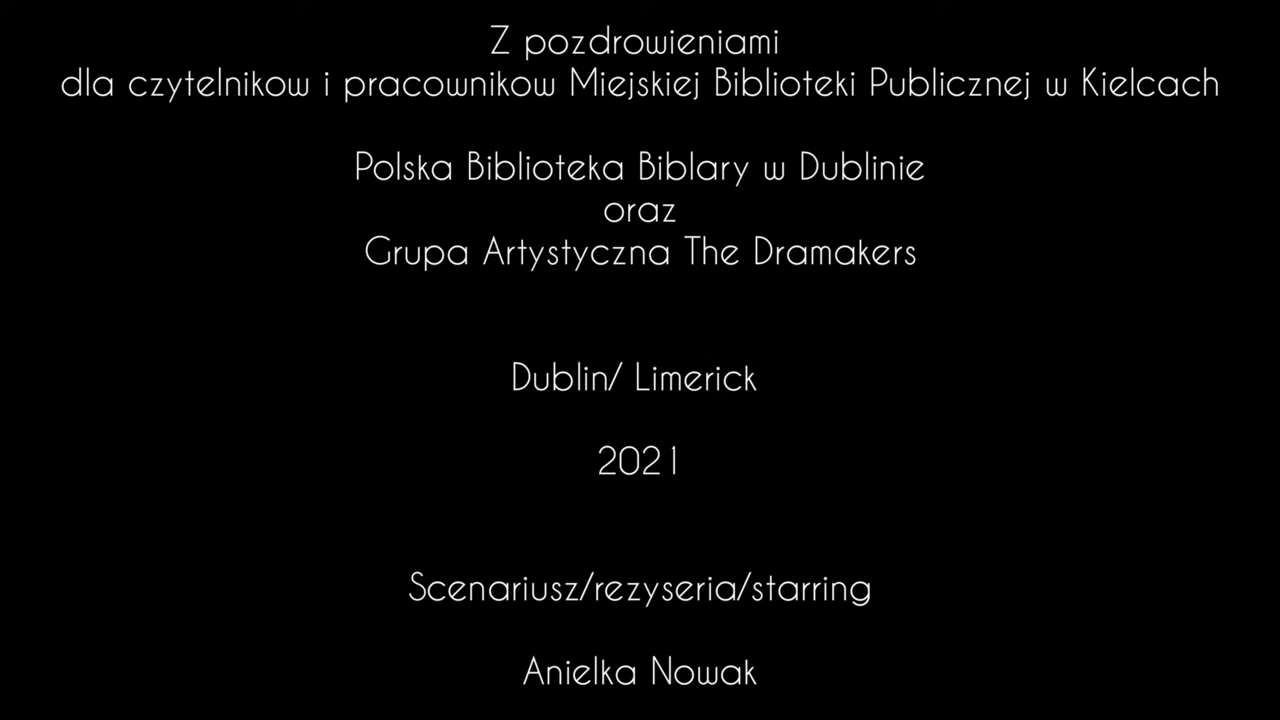 Z pozdrowieniami
dla czytelnikow i pracownikow Miejskiej Biblioteki Publicznej w Kielcach
Polska Biblioteka Biblary w Dublinie
oraz
Grupa Artystyczna The Dramakers
Dublin/ Limerick
2021
Scenariusz/rezyseria/starring
Anielka Nowak